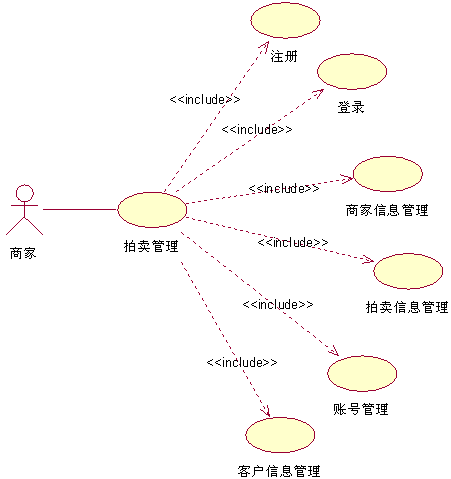 注册
<<include>>
登录
<<include>>
商家信息管理
<<include>>
商家
拍卖管理
<<include>>
拍卖信息管理
<<include>>
账号管理
<<include>>
客户信息管理